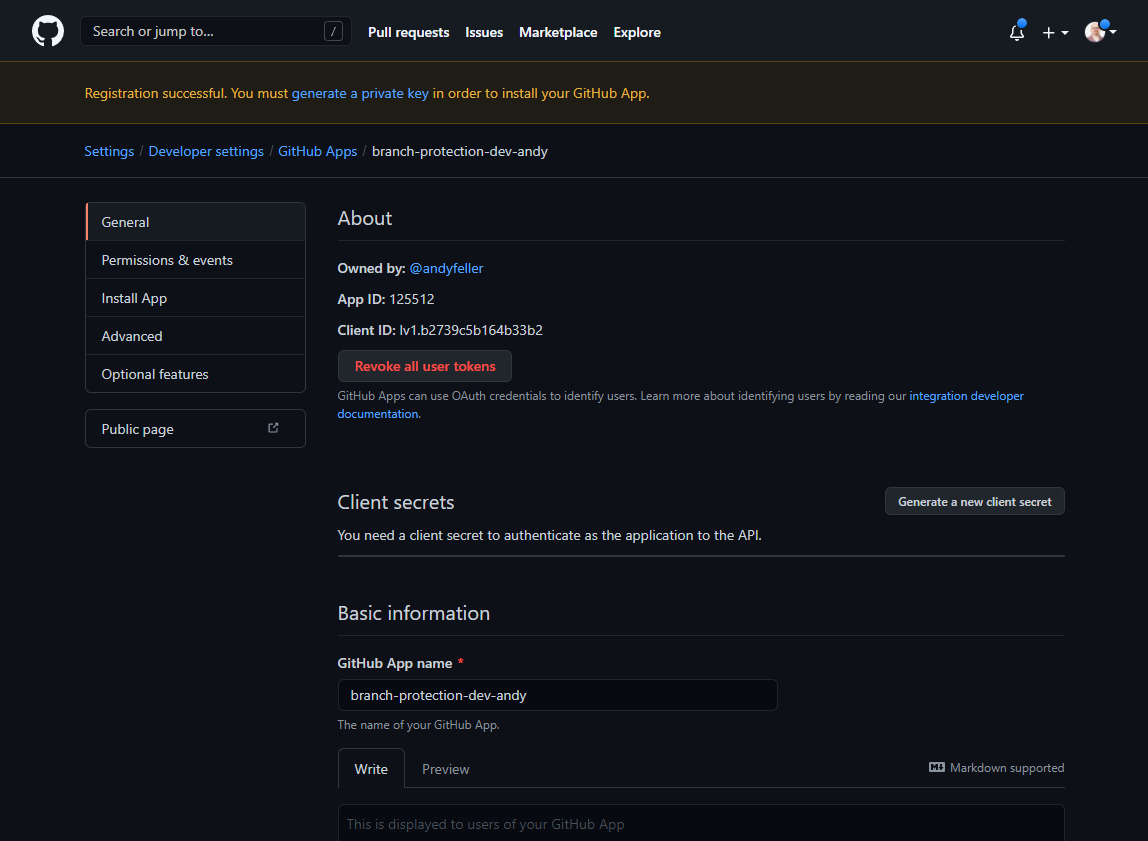 Search or jump to... /
Pull requests Issues Marketplace Explore
Registration successful. You must generate a private key in order to install your GitHub App.
Settings / Developer settings / GitHub Apps / branch-protection-dev-andy
General
Permissions & events
Install App
Advanced
Optional features
Public page
About
Owned by: @andyfeller
App ID: 125512
Client ID: Iv1.b2739c5b164b33b2
Revoke all user tokens
GitHub Apps can use OAuth credentials to identify users. Learn more about identifying users by reading our integration developer
documentation.
Client secrets
Generate a new client secret
You need a client secret to authenticate as the application to the API.
Basic information
GitHub App name *
branch-protection-dev-andy
The name of your GitHub App.
Write Preview
Markdown supported
This is displayed to users of your GitHub App